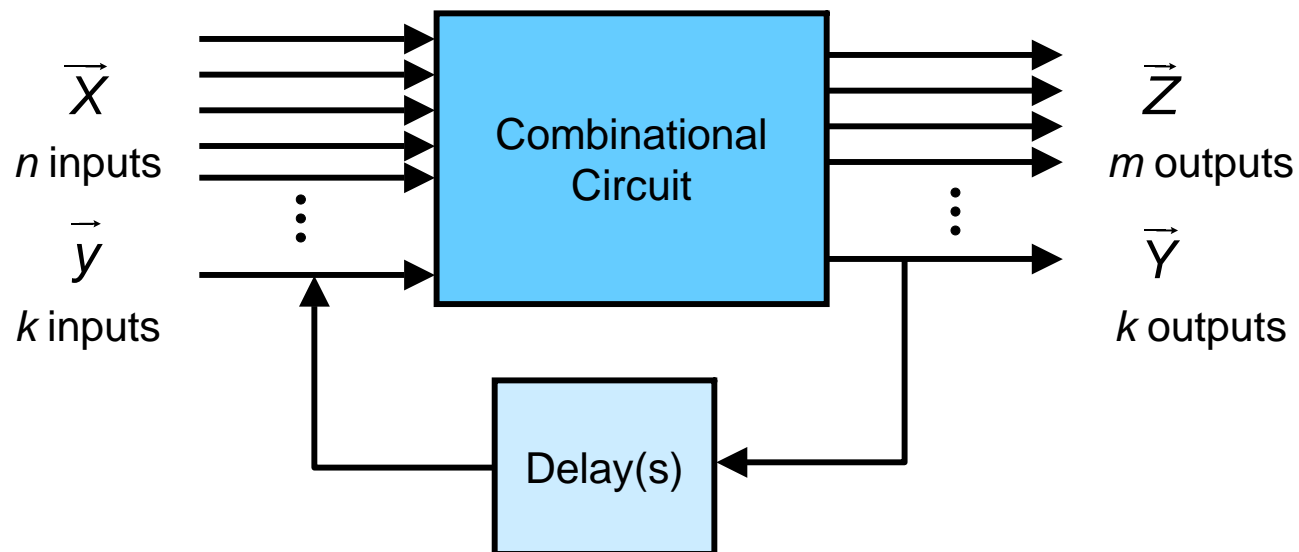 X
n inputs
y
k inputs
Combinational
Circuit
Delay(s)
Z
m outputs
Y
k outputs